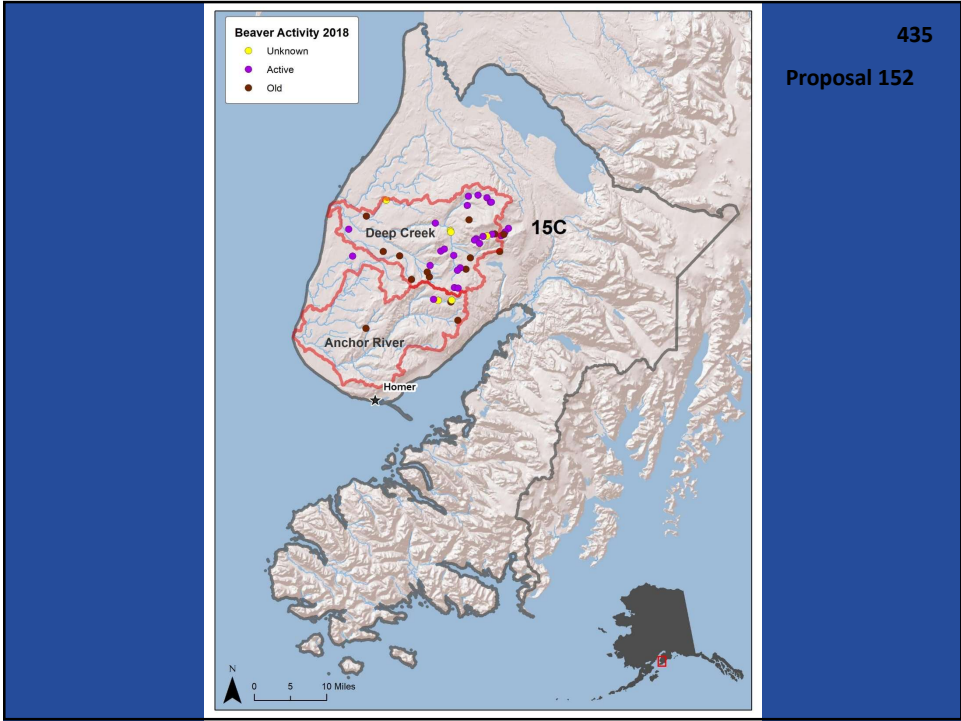 Beaver Activity 2018
Unknown
Active
Old
435
Proposal 152
Deep Creek
15C
Anchor River
Homer
N
0 5 10 Miles